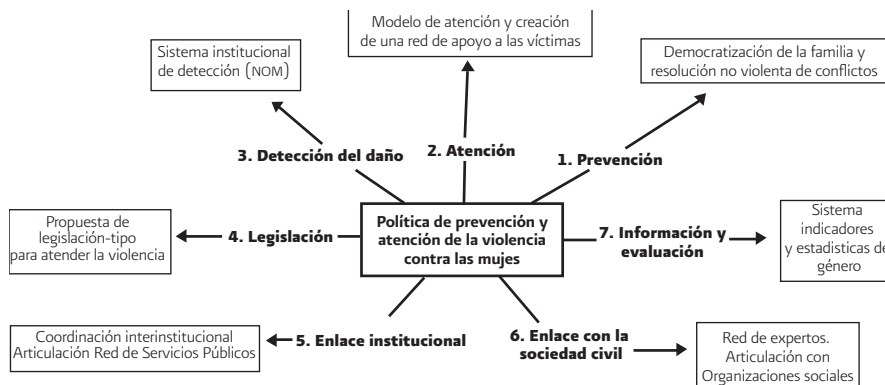 Modelo de atención y creación
de una red de apoyo a las víctimas
Sistema institucional
de detección (NOM)
Democratización de la familia y
resolución no violenta de conflictos
3. Detección del daño
2. Atención
1. Prevención
Propuesta de
legislación-tipo
para atender la violencia
4. Legislación
Política de prevención y
atención de la violencia
contra las mujes
7. Información y
evaluación
Sistema
indicadores
y estadisticas de
género
Coordinación interinstitucional
Articulación Red de Servicios Públicos
5. Enlace institucional
6. Enlace con la
sociedad civil
Red de expertos.
Articulación con
Organizaciones sociales